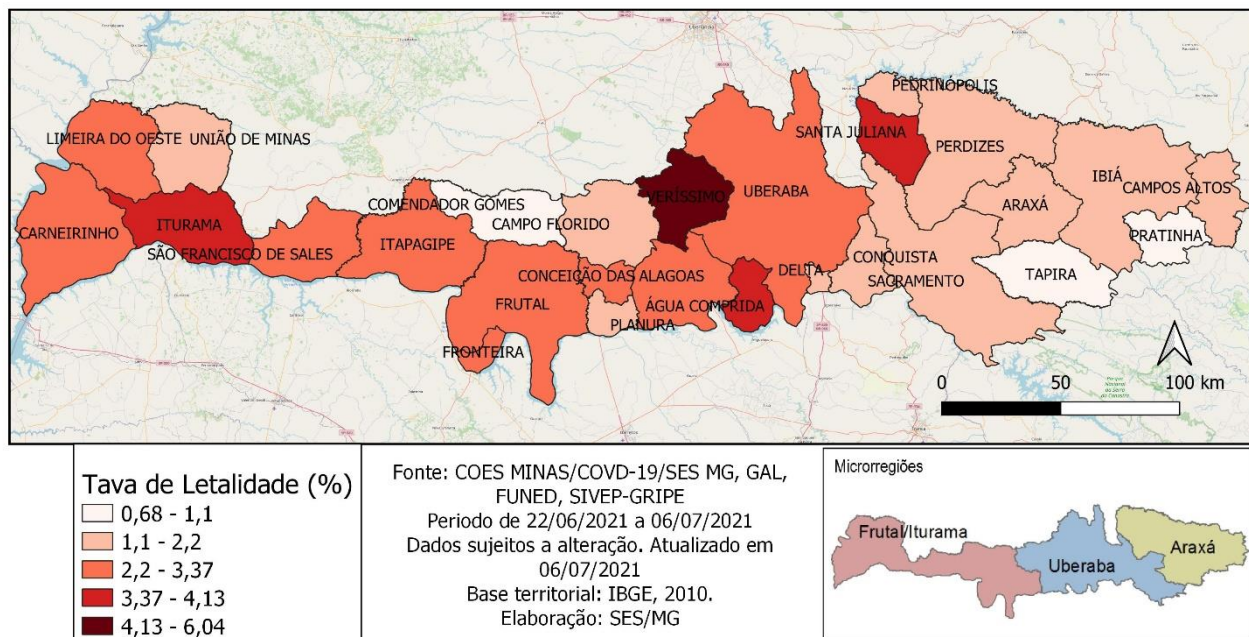 PEDRINÓPOLIS
LIMEIRA DO OESTE
UNIÃO DE MINAS
SANTA JULIANA
PERDIZES
IBIÁ
CAMPOS ALTOS
COMENDADOR GOMES
VERÍSSIMO
UBERABA
ARAXÁ
CARNEIRINHO
ITURAMA
CAMPO FLORIDO
PRATINHA
SÃO FRANCISCO DE SALES
ITAPAGIPE
CONQUISTA
TAPIRA
CONCEIÇÃO DAS ALAGOAS
DELTA
SACRAMENTO
FRUTAL
ÁGUA COMPRIDA
PLANURA
FRONTEIRA
0 50 100 km
Tava de Letalidade (%)
0,68 - 1,1
1,1 - 2,2
2,2 - 3,37
3,37 - 4,13
4,13 - 6,04
Fonte: COES MINAS/COVD-19/SES MG, GAL,
FUNED, SIVEP-GRIPE
Periodo de 22/06/2021 a 06/07/2021
Dados sujeitos a alteração. Atualizado em
06/07/2021
Base territorial: IBGE, 2010.
Elaboração: SES/MG
Microrregiões
Frutal/Iturama
Uberaba
Araxá